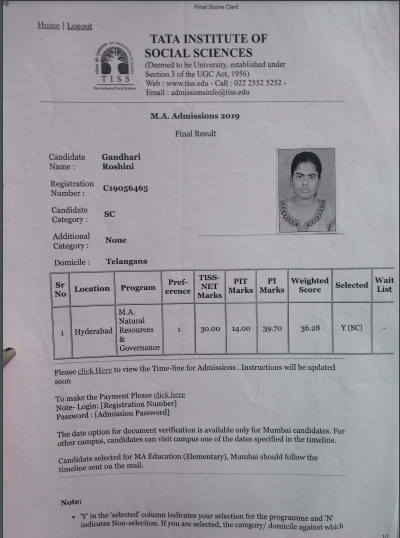 Final Score Card
Home | Logout
TATA INSTITUTE OF
SOCIAL SCIENCES
(Deemed to be University, established under
Section 3 of the UGC Act, 1956)
Web : www.tiss.edu - Call : 022 2552 5252 -
Email : admissionsinfo@tiss.edu
TISS
M.A. Admissions 2019
Final Result
Candidate Name : Gandhari Roshini
Registration Number : C19056465
Candidate Category : SC
Additional Category : None
Domicile : Telangana
Sr No Location Program Pref-erence TISS-NET Marks PIT Marks PI Marks Weighted Score Selected Wait List
1 Hyderabad M.A. Natural Resources & Governance 1 30.00 14.00 39.70 36.28 Y (SC) -
Please click Here to view the Time-line for Admissions . Instructions will be updated
soon
To make the Payment Please click here
Note- Login: [Registration Number]
Password : [Admission Password]
The date option for document verification is available only for Mumbai candidates. For
other campus, candidates can visit campus one of the dates specified in the timeline.
Candidate selected for MA Education (Elementary), Mumbai should follow the
timeline sent on the mail.
Note:
• 'Y' in the 'selected' column indicates your selection for the programme and 'N'
indicates Non-selection. If you are selected, the category/ domicile against which
1/2